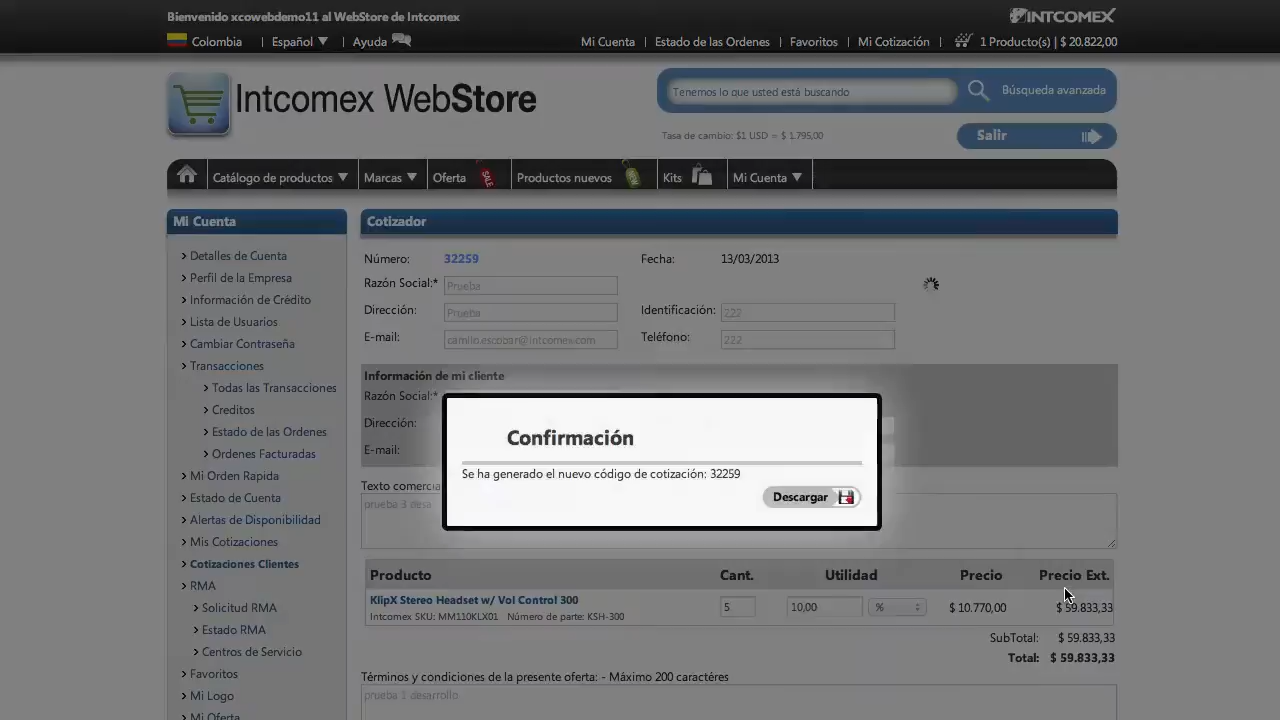 Bienvenido xcowebdemo11 al WebStore de Intcomex
INTCOMEX
Colombia | Español | Ayuda
Mi Cuenta | Estado de las Ordenes | Favoritos | Mi Cotización | 1 Producto(s) | $ 20.822,00
Intcomex WebStore
Tenemos lo que usted está buscando
Búsqueda avanzada
Tasa de cambio: $1 USD = $ 1.795,00
Salir
Catálogo de productos
Marcas
Oferta
SALE
Productos nuevos
NEW
Kits
Mi Cuenta
Mi Cuenta
Detalles de Cuenta
Perfil de la Empresa
Información de Crédito
Lista de Usuarios
Cambiar Contraseña
Transacciones
Todas las Transacciones
Creditos
Estado de las Ordenes
Ordenes Facturadas
Mi Orden Rapida
Estado de Cuenta
Alertas de Disponibilidad
Mis Cotizaciones
Cotizaciones Clientes
RMA
Solicitud RMA
Estado RMA
Centros de Servicio
Favoritos
Mi Logo
Mi Oferta
Cotizador
Número: 32259 Fecha: 13/03/2013
Razón Social:* Prueba
Dirección: Prueba Identificación: 222
E-mail: camilo.escobar@intcomex.com Teléfono: 222
Información de mi cliente
Razón Social:*
Dirección:
E-mail:
Confirmación
Se ha generado el nuevo código de cotización: 32259
Descargar
Texto comercia
prueba 3 desa
Producto Cant. Utilidad Precio Precio Ext.
KlipX Stereo Headset w/ Vol Control 300
5 10,00 % $ 10.770,00 $ 59.833,33
Intcomex SKU: MM110KLX01 Número de parte: KSH-300
SubTotal: $ 59.833,33
Total: $ 59.833,33
Términos y condiciones de la presente oferta: - Máximo 200 caractéres
prueba 1 desarrollo